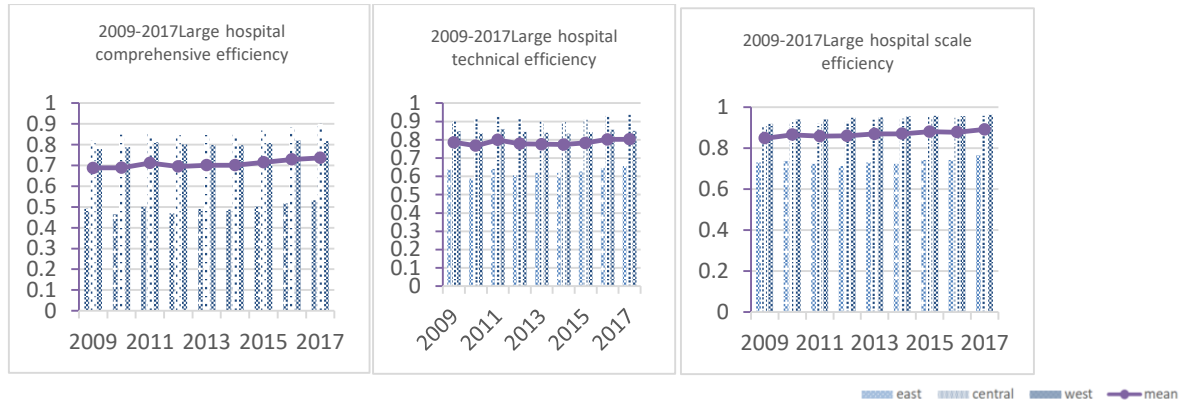 2009-2017Large hospital
comprehensive efficiency
1
0.9
0.8
0.7
0.6
0.5
0.4
0.3
0.2
0.1
0
2009 2011 2013 2015 2017
2009-2017Large hospital
technical efficiency
1
0.9
0.8
0.7
0.6
0.5
0.4
0.3
0.2
0.1
0
2009 2011 2013 2015 2017
2009-2017Large hospital scale
efficiency
1
0.8
0.6
0.4
0.2
0
2009 2011 2013 2015 2017
east central west mean